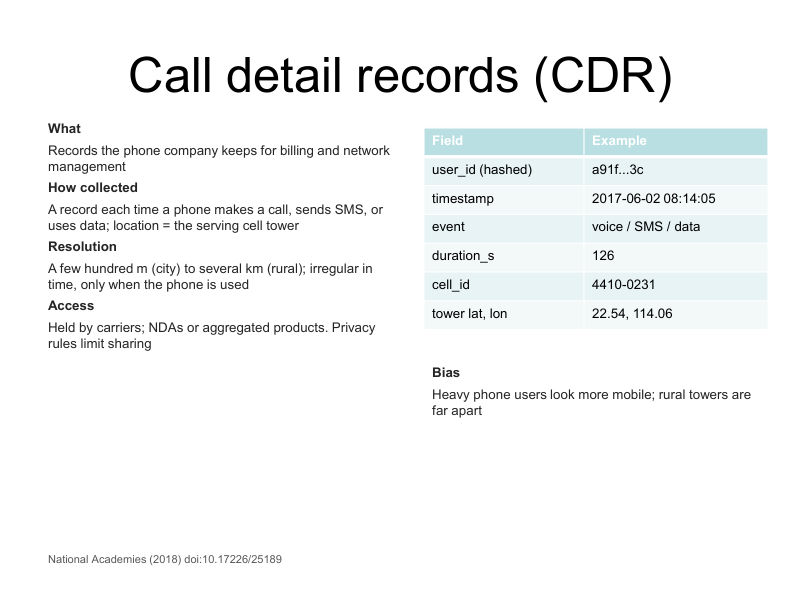 Call detail records (CDR)
What
Records the phone company keeps for billing and network
management
How collected
A record each time a phone makes a call, sends SMS, or
uses data; location = the serving cell tower
Resolution
A few hundred m (city) to several km (rural); irregular in
time, only when the phone is used
Access
Held by carriers; NDAs or aggregated products. Privacy
rules limit sharing
Field Example
user_id (hashed) a91f...3c
timestamp 2017-06-02 08:14:05
event voice / SMS / data
duration_s 126
cell_id 4410-0231
tower lat, lon 22.54, 114.06
Bias
Heavy phone users look more mobile; rural towers are
far apart
National Academies (2018) doi:10.17226/25189